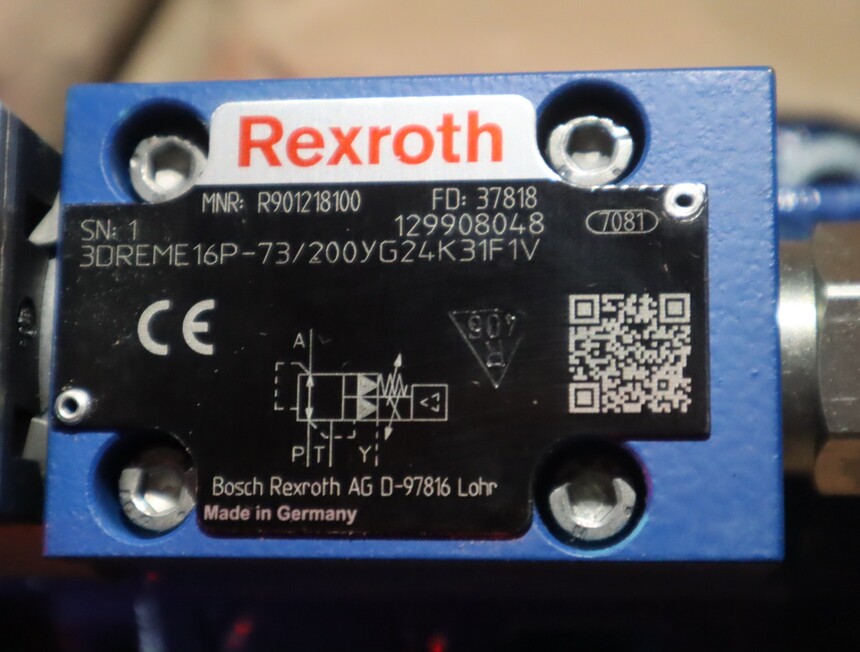 Rexroth
MNR: R901218100 FD: 37818
SN: 1 129908048 7081
3DREME16P-73/200YG24K31F1V
CE
408
R
A
P T Y
Bosch Rexroth AG D-97816 Lohr
Made in Germany